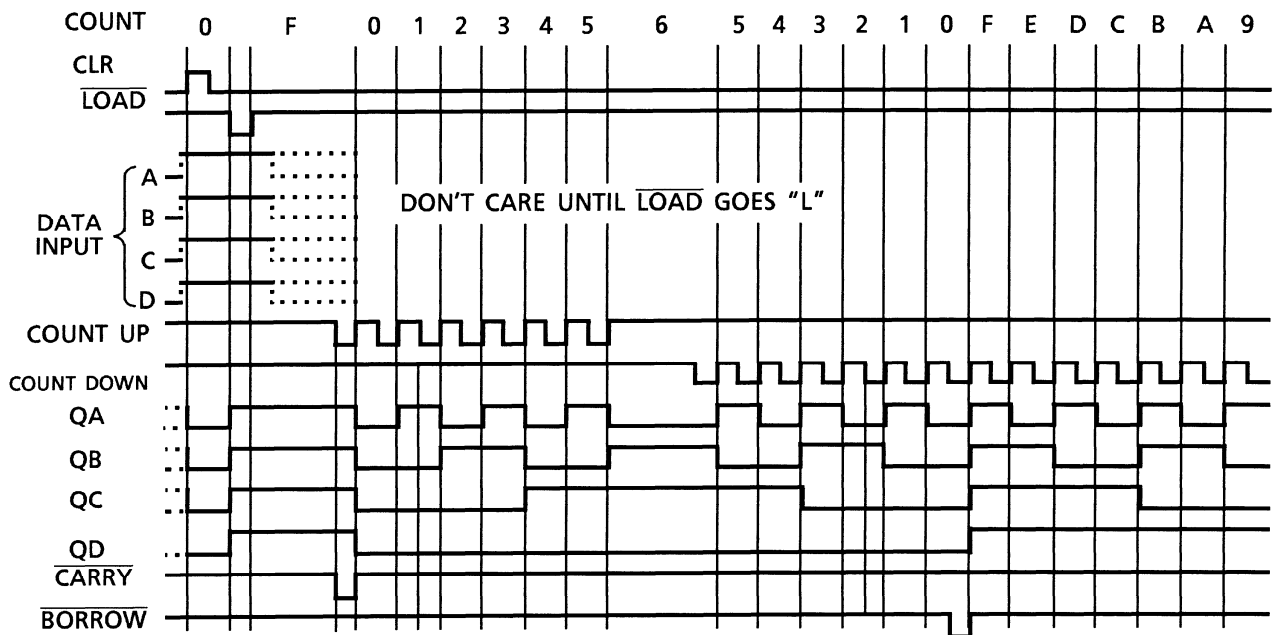 COUNT 0 F 0 1 2 3 4 5 6 5 4 3 2 1 0 F E D C B A 9
CLR
LOAD
DATA INPUT
A
B
C
D
DON'T CARE UNTIL LOAD GOES "L"
COUNT UP
COUNT DOWN
QA
QB
QC
QD
CARRY
BORROW